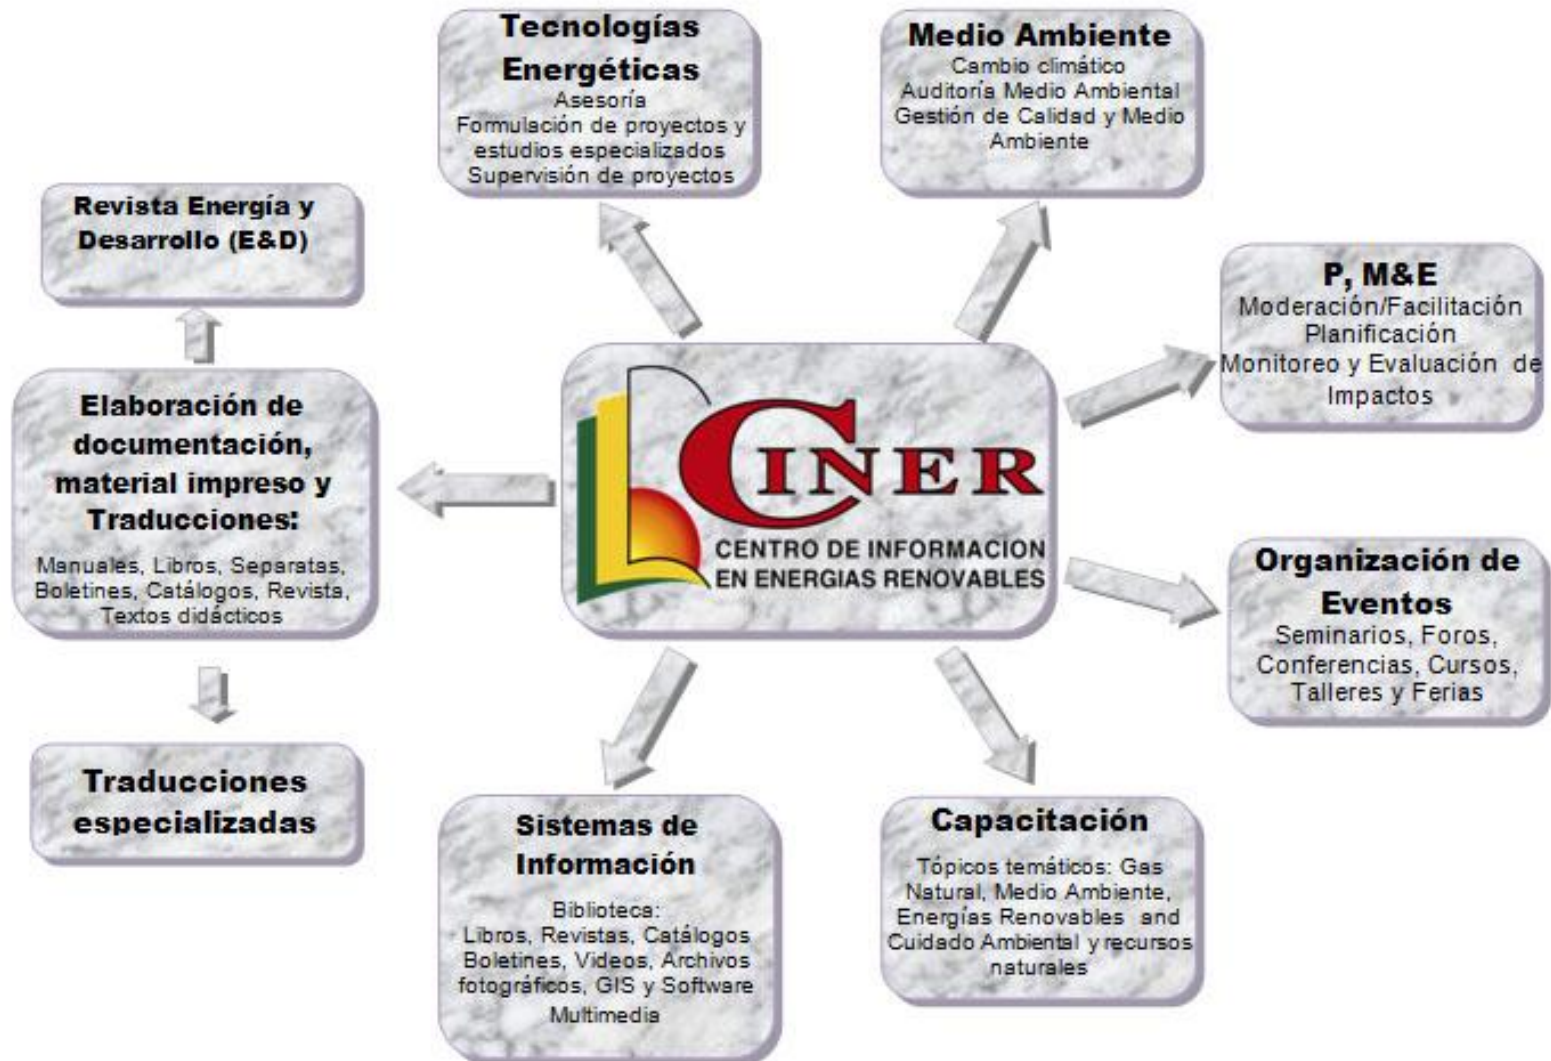 Tecnologías
Energéticas
Asesoría
Formulación de proyectos y
estudios especializados
Supervisión de proyectos
Medio Ambiente
Cambio climático
Auditoría Medio Ambiental
Gestión de Calidad y Medio
Ambiente
Revista Energía y
Desarrollo (E&D)
P, M&E
Moderación/Facilitación
Planificación
Monitoreo y Evaluación de
Impactos
Elaboración de
documentación,
material impreso y
Traducciones:
Manuales, Libros, Separatas,
Boletines, Catálogos, Revista,
Textos didácticos
CINER
CENTRO DE INFORMACION
EN ENERGIAS RENOVABLES
Organización de
Eventos
Seminarios, Foros,
Conferencias, Cursos,
Talleres y Ferias
Traducciones
especializadas
Sistemas de
Información
Biblioteca:
Libros, Revistas, Catálogos
Boletines, Videos, Archivos
fotográficos, GIS y Software
Multimedia
Capacitación
Tópicos temáticos: Gas
Natural, Medio Ambiente,
Energías Renovables and
Cuidado Ambiental y recursos
naturales